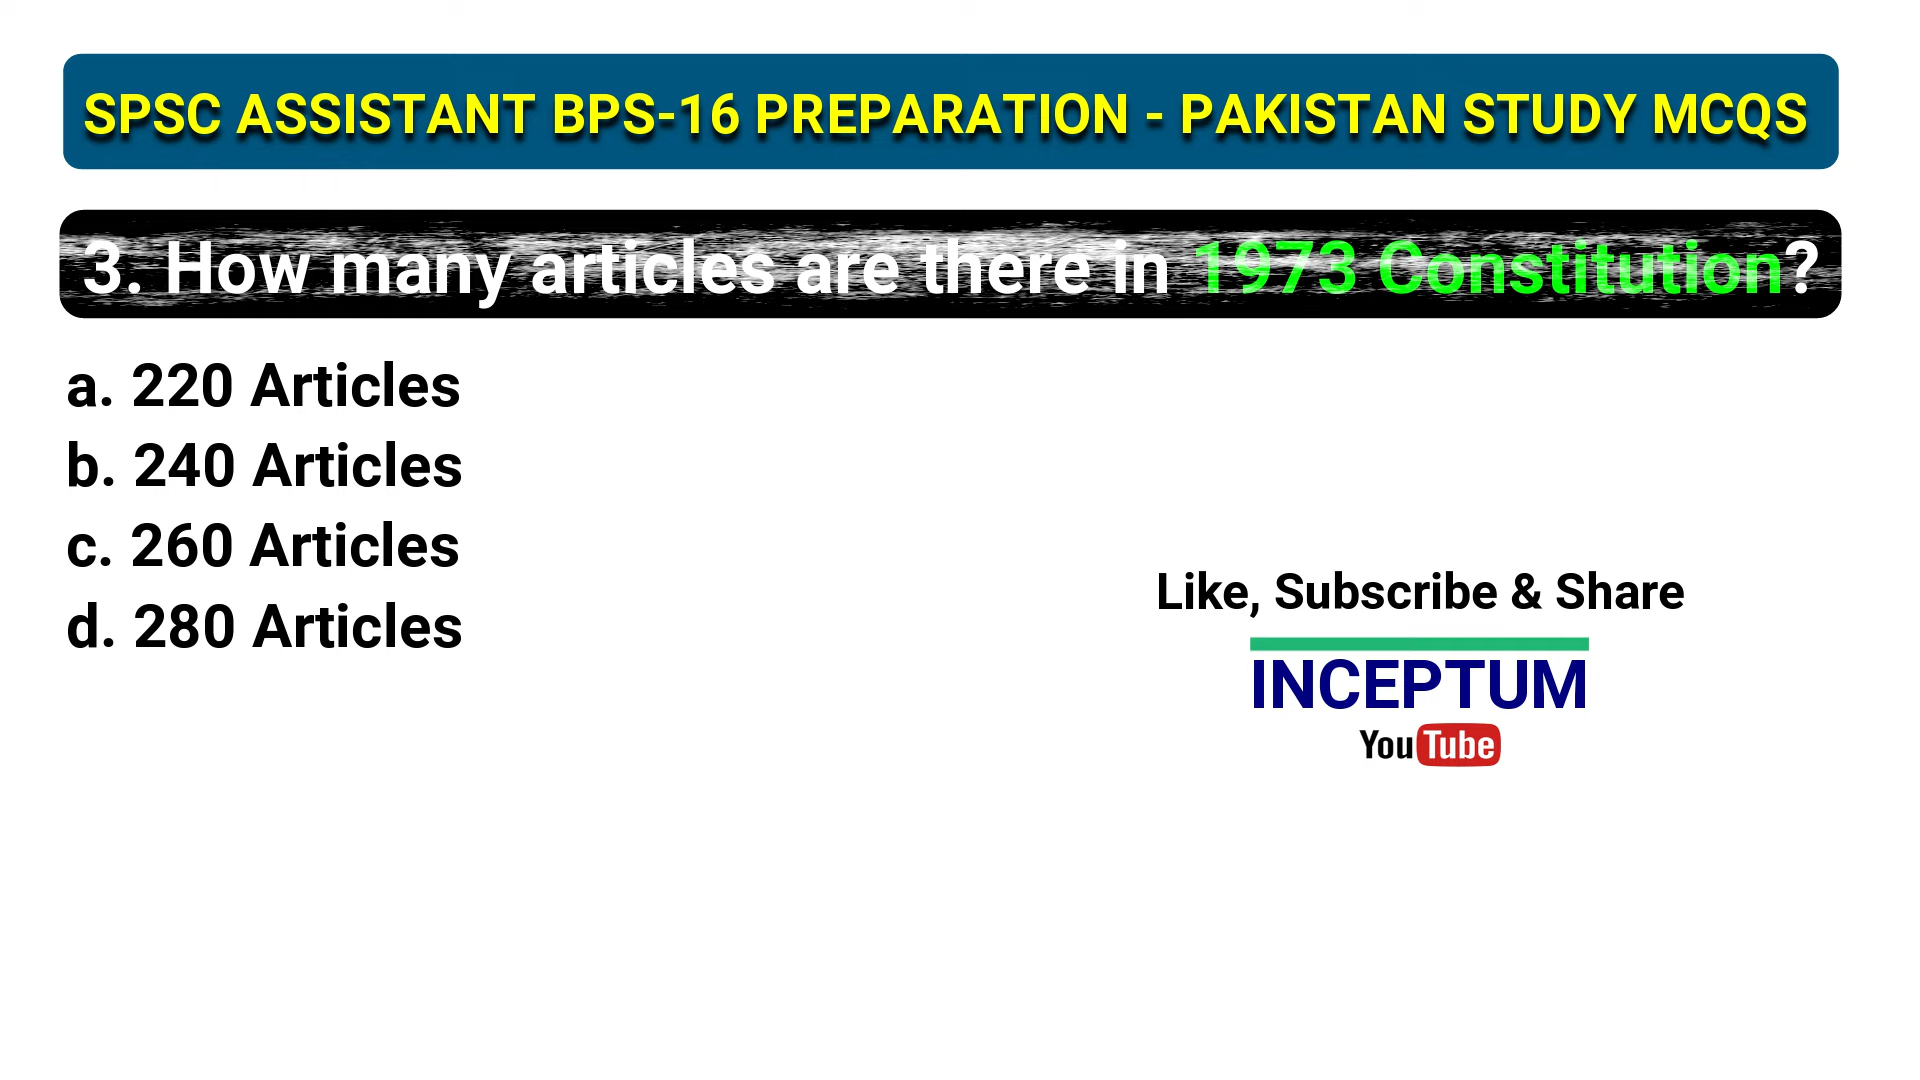 SPSC ASSISTANT BPS-16 PREPARATION - PAKISTAN STUDY MCQS
3. How many articles are there in 1973 Constitution?
a. 220 Articles
b. 240 Articles
c. 260 Articles
d. 280 Articles
Like, Subscribe & Share
INCEPTUM
YouTube